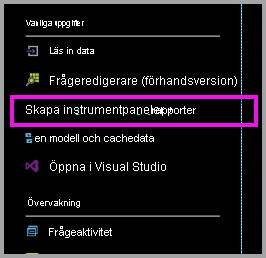 Vanliga uppgifter
Läs in data
Frågeredigerare (förhandsversion)
Skapa instrumentpaneler rapporter
en modell och cachedata
Öppna i Visual Studio
Övervakning
Frågeaktivitet